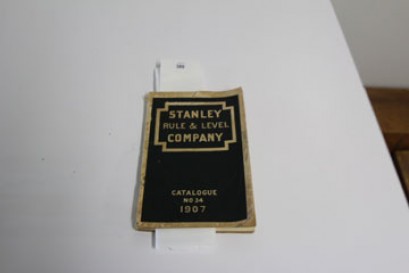 STANLEY
RULE & LEVEL
COMPANY
CATALOGUE
NO 34
1907